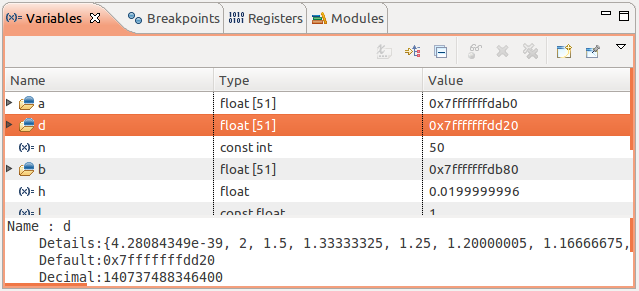 (x)= Variables Breakpoints 1010 0101 Registers Modules
Name Type Value
a float [51] 0x7fffffffdab0
d float [51] 0x7fffffffdd20
(x)= n const int 50
b float [51] 0x7fffffffdb80
(x)= h float 0.0199999996
(x)= l const float 1
Name : d
Details:{4.28084349e-39, 2, 1.5, 1.33333325, 1.25, 1.20000005, 1.16666675,
Default:0x7fffffffdd20
Decimal:140737488346400